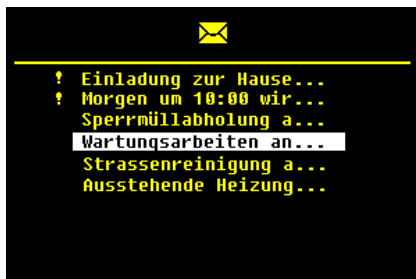 ! Einladung zur Hause...
! Morgen um 10:00 wir...
Sperrmüllabholung a...
Wartungsarbeiten an...
Strassenreinigung a...
Ausstehende Heizung...